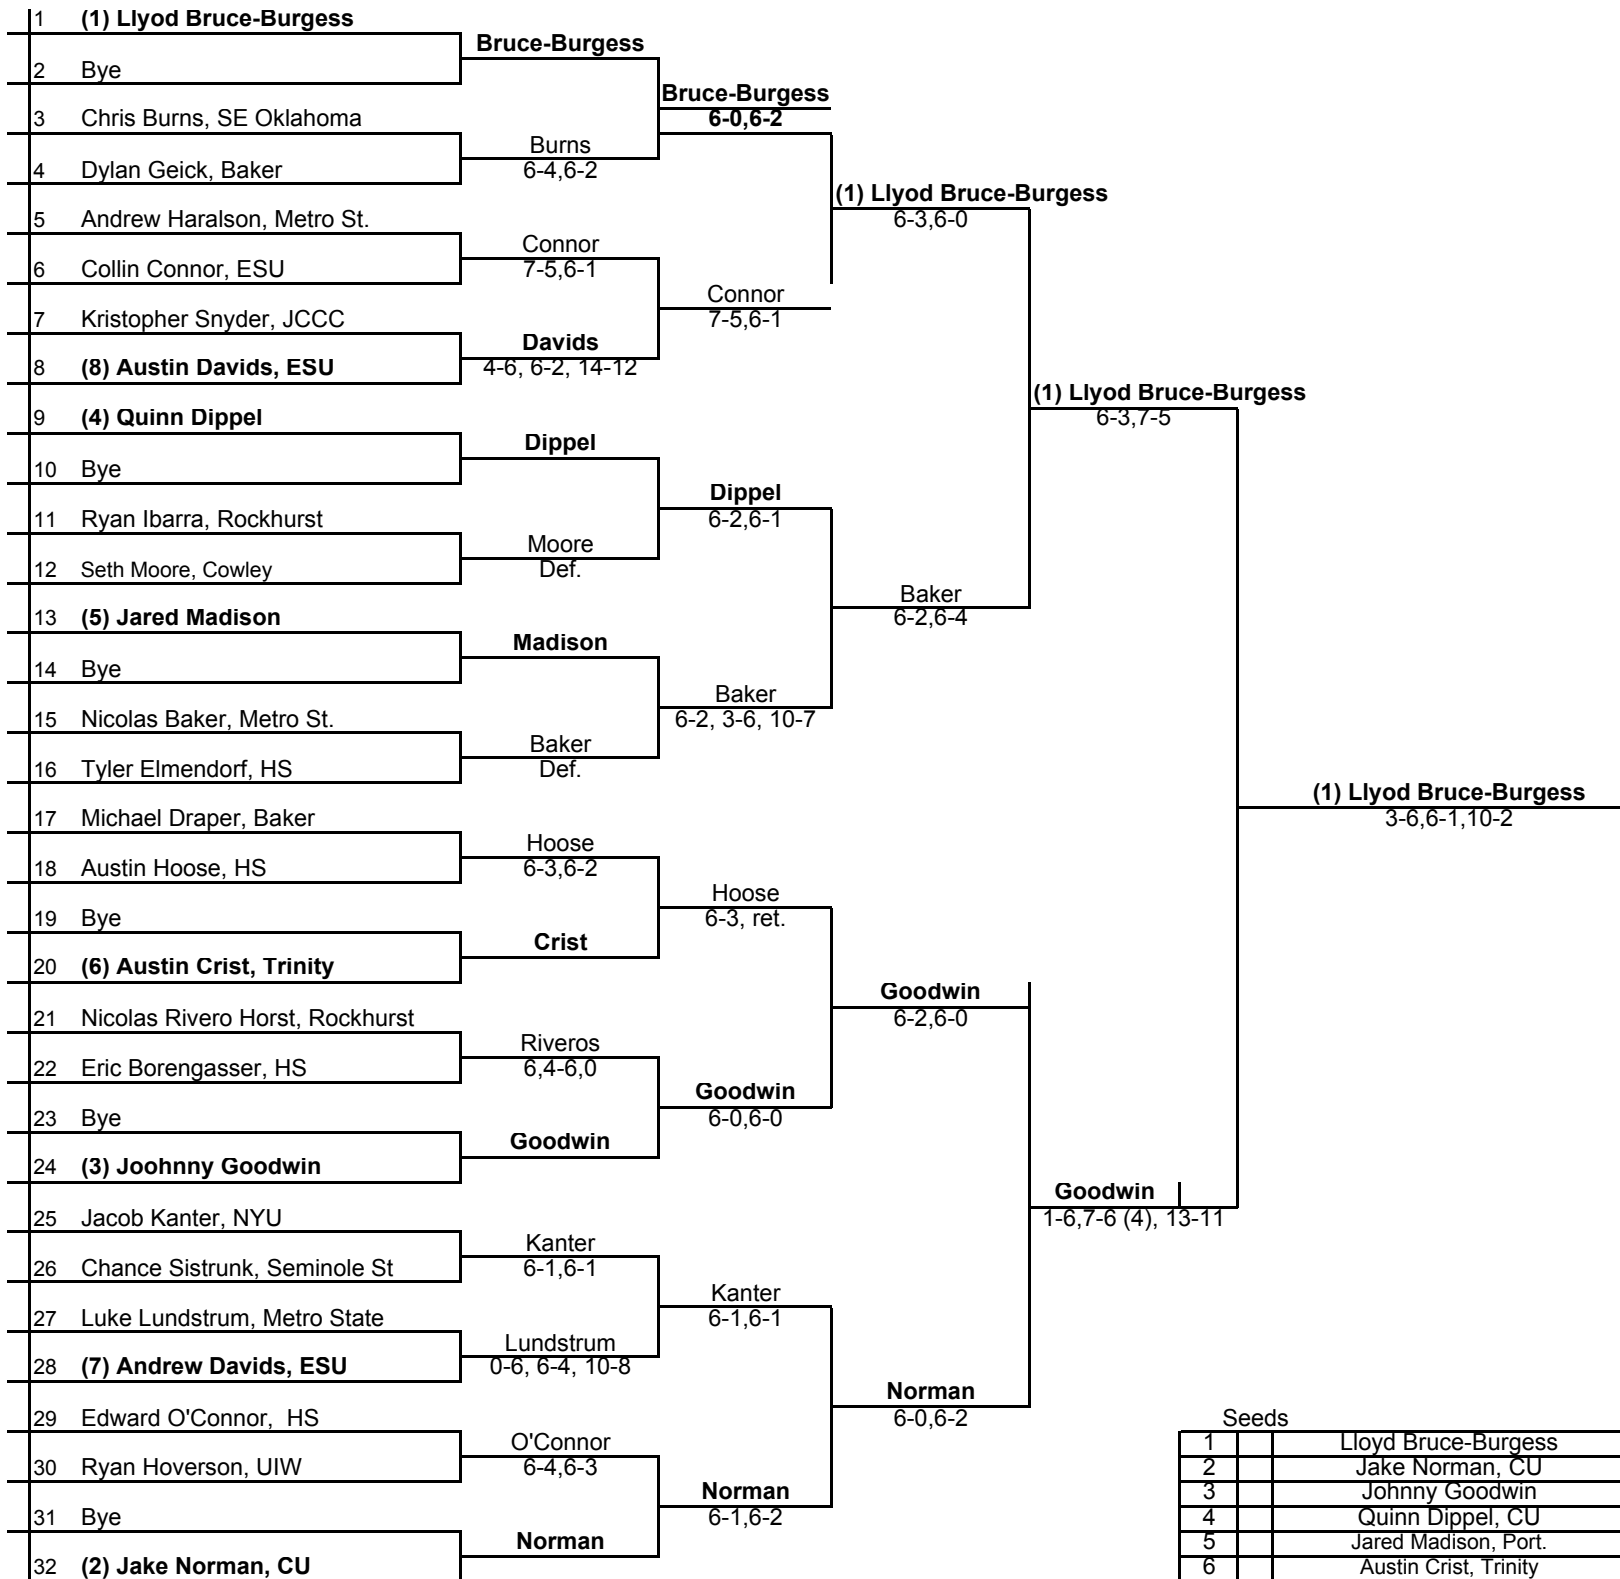 1 (1) Llyod Bruce-Burgess
Bruce-Burgess
2 Bye
Bruce-Burgess
6-0,6-2
3 Chris Burns, SE Oklahoma
Burns
6-4,6-2
4 Dylan Geick, Baker
(1) Llyod Bruce-Burgess
6-3,6-0
5 Andrew Haralson, Metro St.
Connor
7-5,6-1
6 Collin Connor, ESU
Connor
7-5,6-1
7 Kristopher Snyder, JCCC
Davids
4-6, 6-2, 14-12
8 (8) Austin Davids, ESU
(1) Llyod Bruce-Burgess
6-3,7-5
9 (4) Quinn Dippel
Dippel
10 Bye
Dippel
6-2,6-1
11 Ryan Ibarra, Rockhurst
Moore
Def.
12 Seth Moore, Cowley
Baker
6-2,6-4
13 (5) Jared Madison
Madison
14 Bye
Baker
6-2, 3-6, 10-7
15 Nicolas Baker, Metro St.
Baker
Def.
16 Tyler Elmendorf, HS
(1) Llyod Bruce-Burgess
3-6,6-1,10-2
17 Michael Draper, Baker
Hoose
6-3,6-2
18 Austin Hoose, HS
Hoose
6-3, ret.
19 Bye
Crist
20 (6) Austin Crist, Trinity
Goodwin
6-2,6-0
21 Nicolas Rivero Horst, Rockhurst
Riveros
6,4-6,0
22 Eric Borengasser, HS
Goodwin
6-0,6-0
23 Bye
Goodwin
24 (3) Joohnny Goodwin
Goodwin
1-6,7-6 (4), 13-11
25 Jacob Kanter, NYU
Kanter
6-1,6-1
26 Chance Sistrunk, Seminole St
Kanter
6-1,6-1
27 Luke Lundstrum, Metro State
Lundstrum
0-6, 6-4, 10-8
28 (7) Andrew Davids, ESU
Norman
6-0,6-2
29 Edward O'Connor, HS
O'Connor
6-4,6-3
30 Ryan Hoverson, UIW
Norman
6-1,6-2
31 Bye
Norman
32 (2) Jake Norman, CU
Seeds
1 Lloyd Bruce-Burgess
2 Jake Norman, CU
3 Johnny Goodwin
4 Quinn Dippel, CU
5 Jared Madison, Port.
6 Austin Crist, Trinity